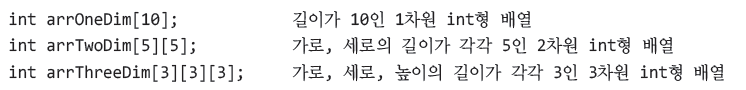 int arrOneDim[10]; 길이가 10인 1차원 int형 배열
int arrTwoDim[5][5]; 가로, 세로의 길이가 각각 5인 2차원 int형 배열
int arrThreeDim[3][3][3]; 가로, 세로, 높이의 길이가 각각 3인 3차원 int형 배열